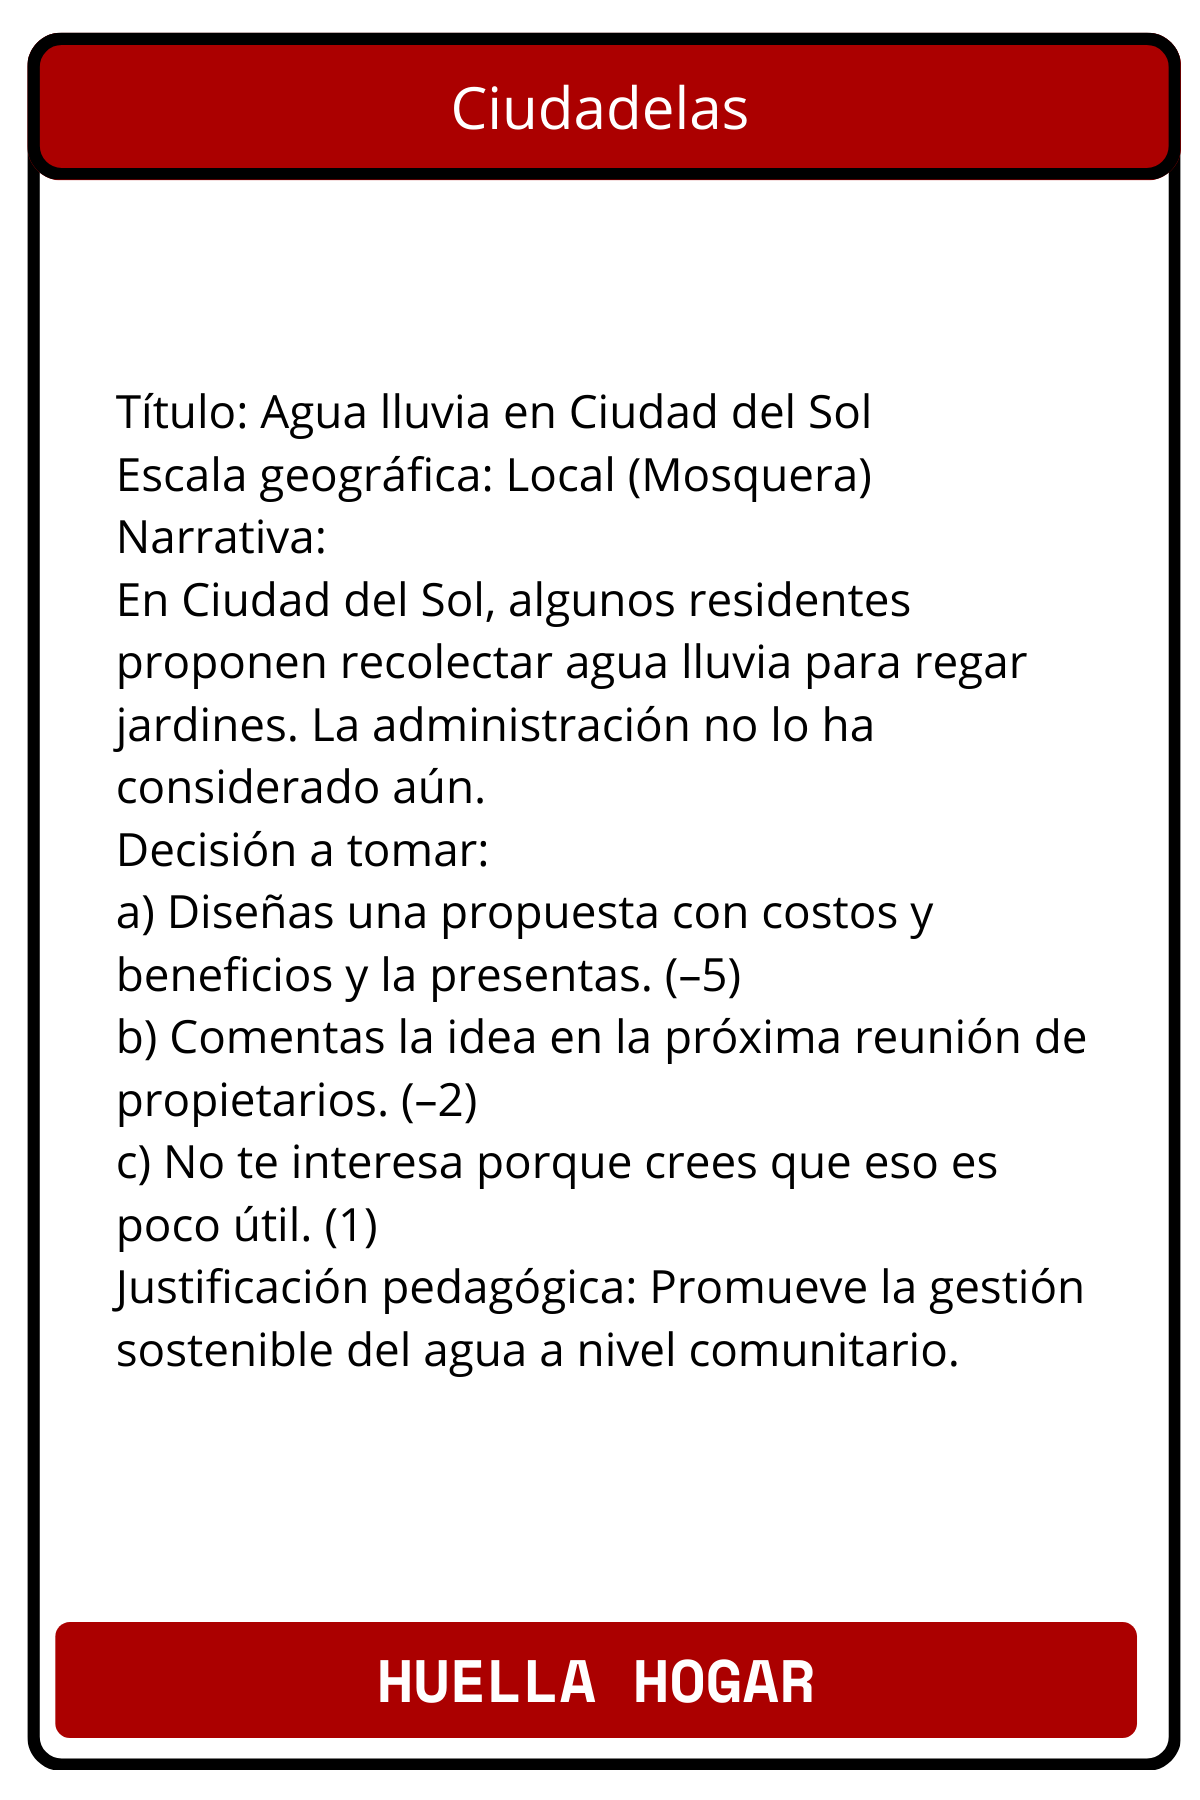 Ciudadelas
Título: Agua lluvia en Ciudad del Sol
Escala geográfica: Local (Mosquera)
Narrativa:
En Ciudad del Sol, algunos residentes
proponen recolectar agua lluvia para regar
jardines. La administración no lo ha
considerado aún.
Decisión a tomar:
a) Diseñas una propuesta con costos y
beneficios y la presentas. (–5)
b) Comentas la idea en la próxima reunión de
propietarios. (–2)
c) No te interesa porque crees que eso es
poco útil. (1)
Justificación pedagógica: Promueve la gestión
sostenible del agua a nivel comunitario.
HUELLA HOGAR